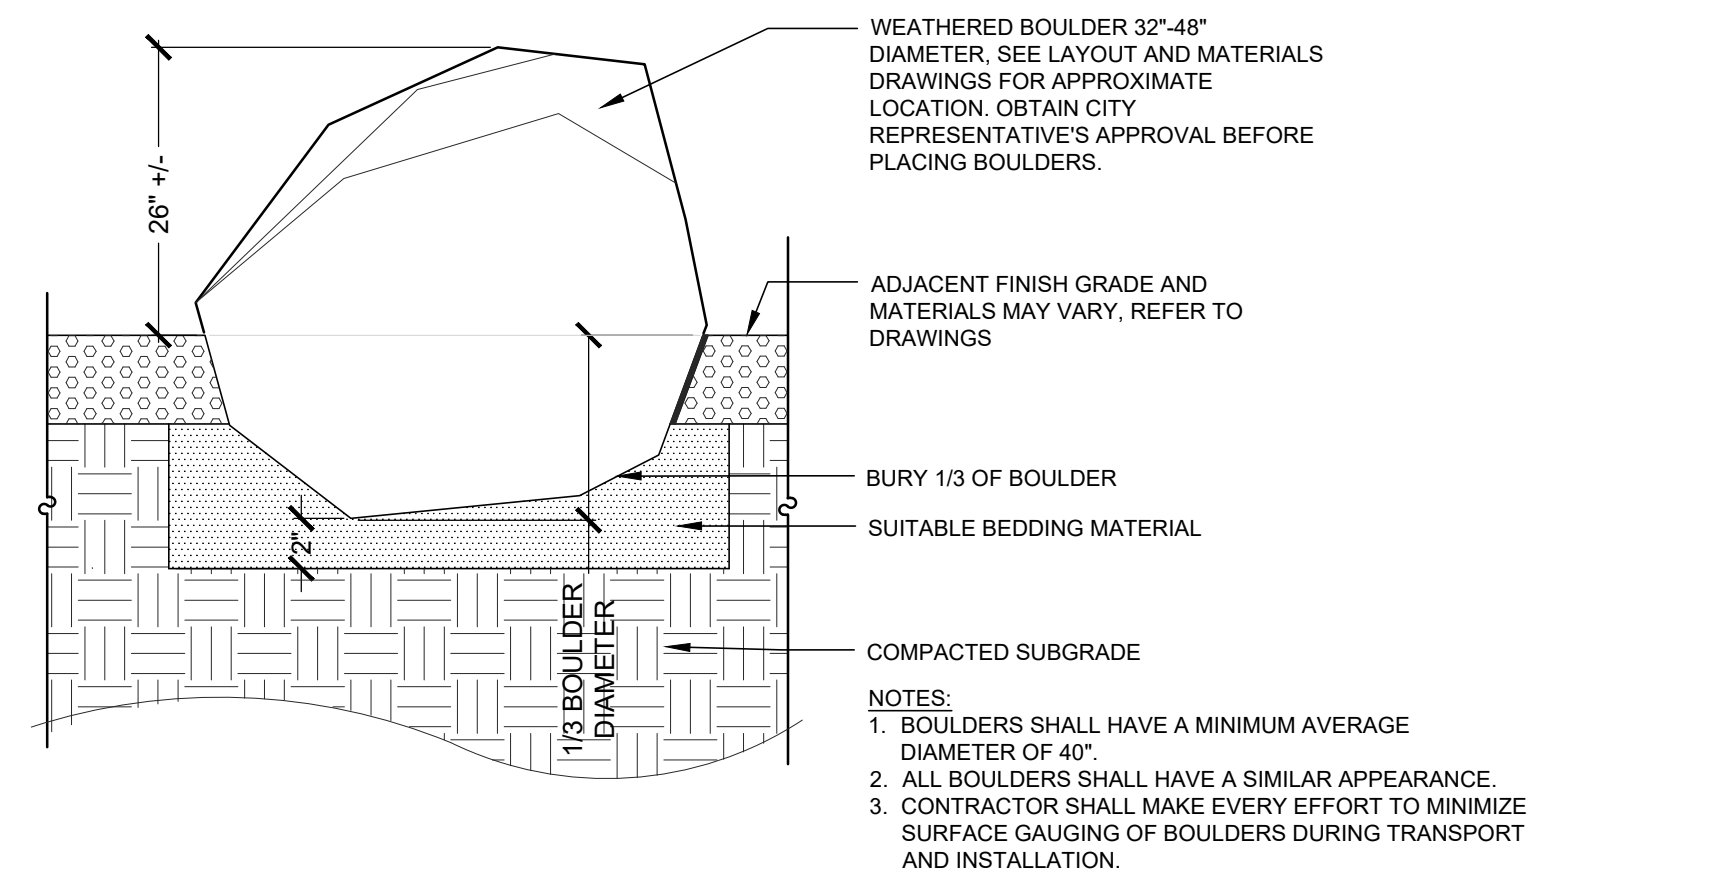 WEATHERED BOULDER 32"-48"
DIAMETER, SEE LAYOUT AND MATERIALS
DRAWINGS FOR APPROXIMATE
LOCATION. OBTAIN CITY
REPRESENTATIVE'S APPROVAL BEFORE
PLACING BOULDERS.
26" +/-
ADJACENT FINISH GRADE AND
MATERIALS MAY VARY, REFER TO
DRAWINGS
BURY 1/3 OF BOULDER
SUITABLE BEDDING MATERIAL
2"
1/3 BOULDER
DIAMETER
COMPACTED SUBGRADE
NOTES:
1. BOULDERS SHALL HAVE A MINIMUM AVERAGE
DIAMETER OF 40".
2. ALL BOULDERS SHALL HAVE A SIMILAR APPEARANCE.
3. CONTRACTOR SHALL MAKE EVERY EFFORT TO MINIMIZE
SURFACE GAUGING OF BOULDERS DURING TRANSPORT
AND INSTALLATION.